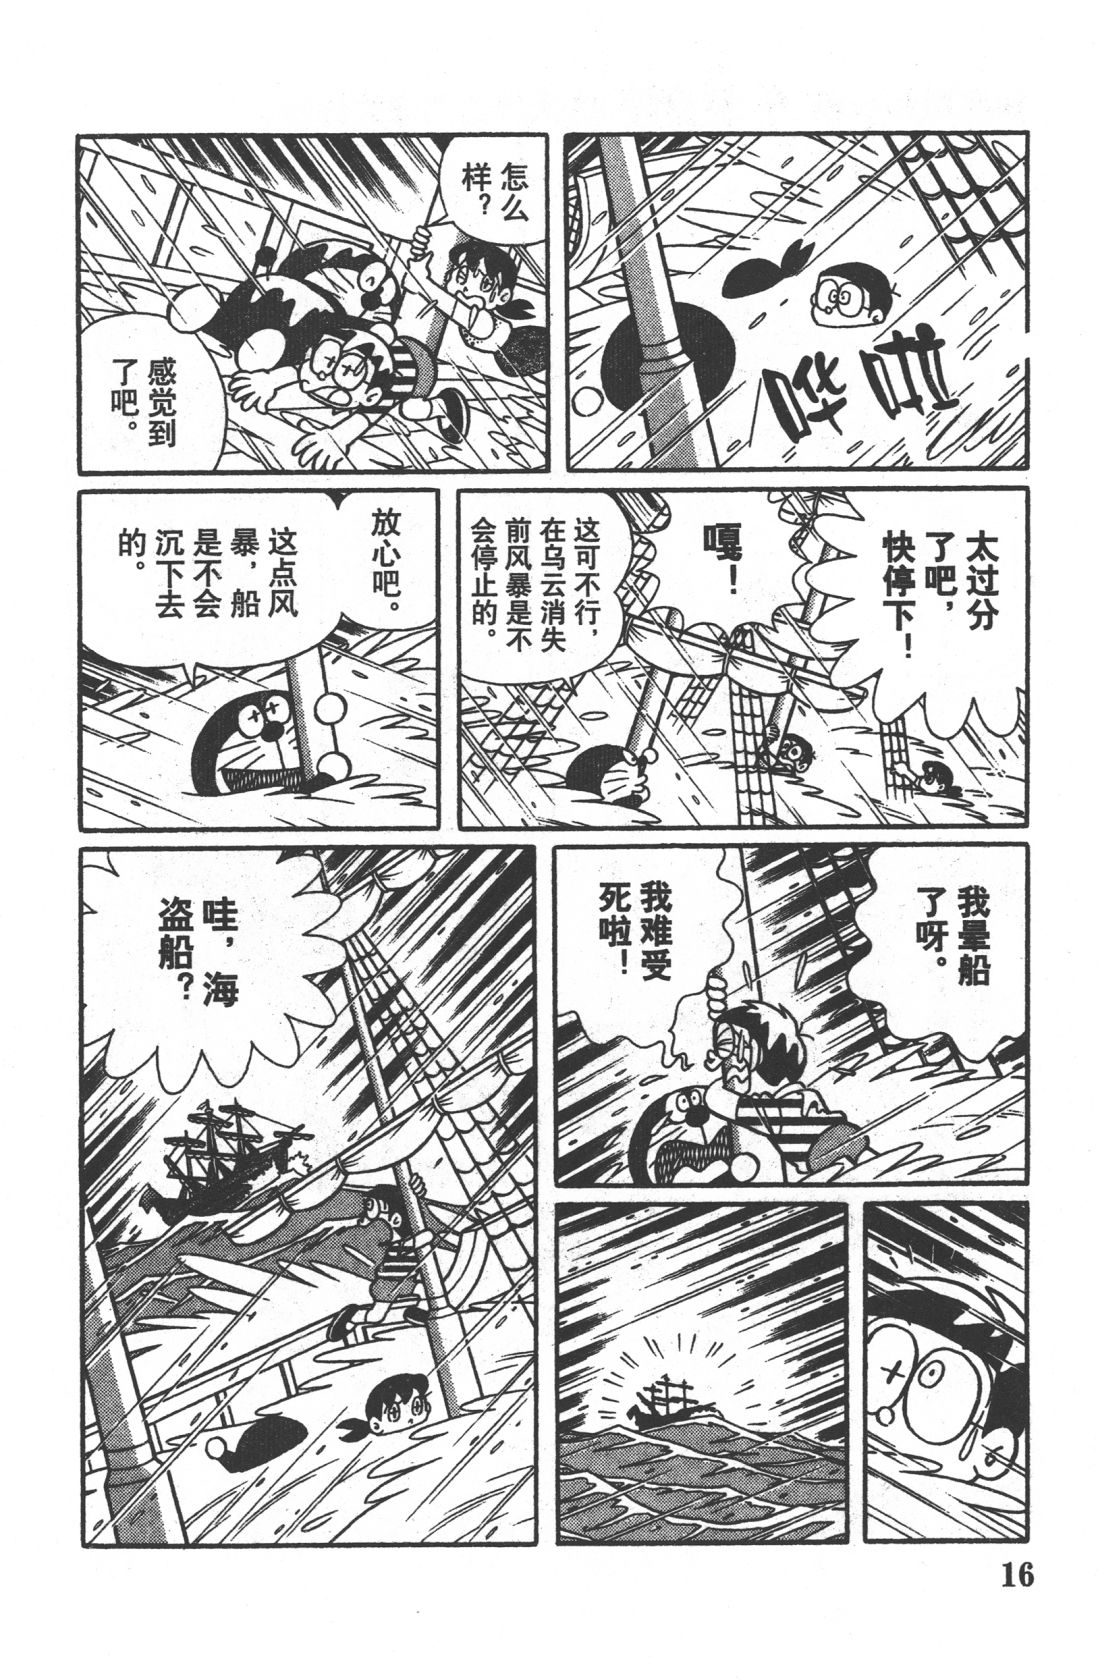 哗啦
怎么
样？
感觉到
了吧。
太过分
了吧，
快停下！
嘎！
这可不行，
在乌云消失
前风暴是不
会停止的。
放心吧。
这点风
暴，船
是不会
沉下去
的。
我晕船
了呀。
我难受
死啦！
哇，海
盗船？
16